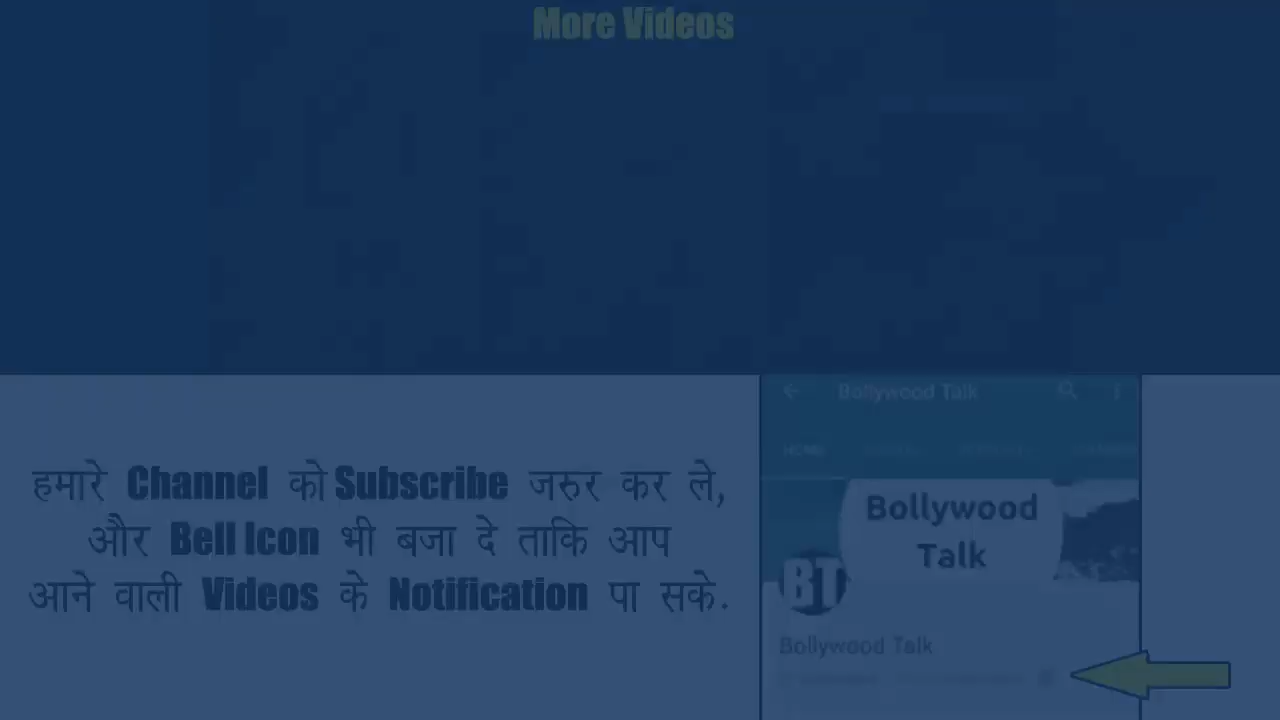 More Videos
हमारे Channel को Subscribe जरुर कर ले,
और Bell Icon भी बजा दे ताकि आप
आने वाली Videos के Notification पा सके.
Bollywood Talk
HOME
Bollywood
Talk
BT
Bollywood Talk